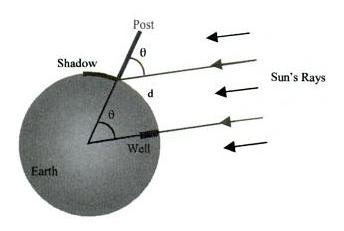 Post
θ
Shadow
Sun's Rays
d
θ
Well
Earth